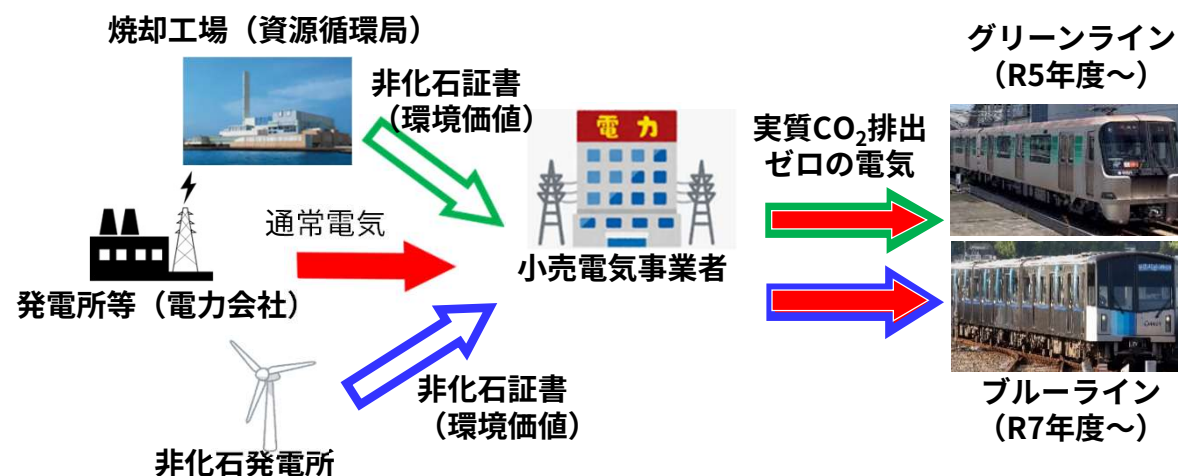 焼却工場（資源循環局）
非化石証書
（環境価値）
通常電気
発電所等（電力会社）
非化石証書
（環境価値）
非化石発電所
電力
小売電気事業者
実質CO₂排出
ゼロの電気
グリーンライン
（R5年度～）
ブルーライン
（R7年度～）